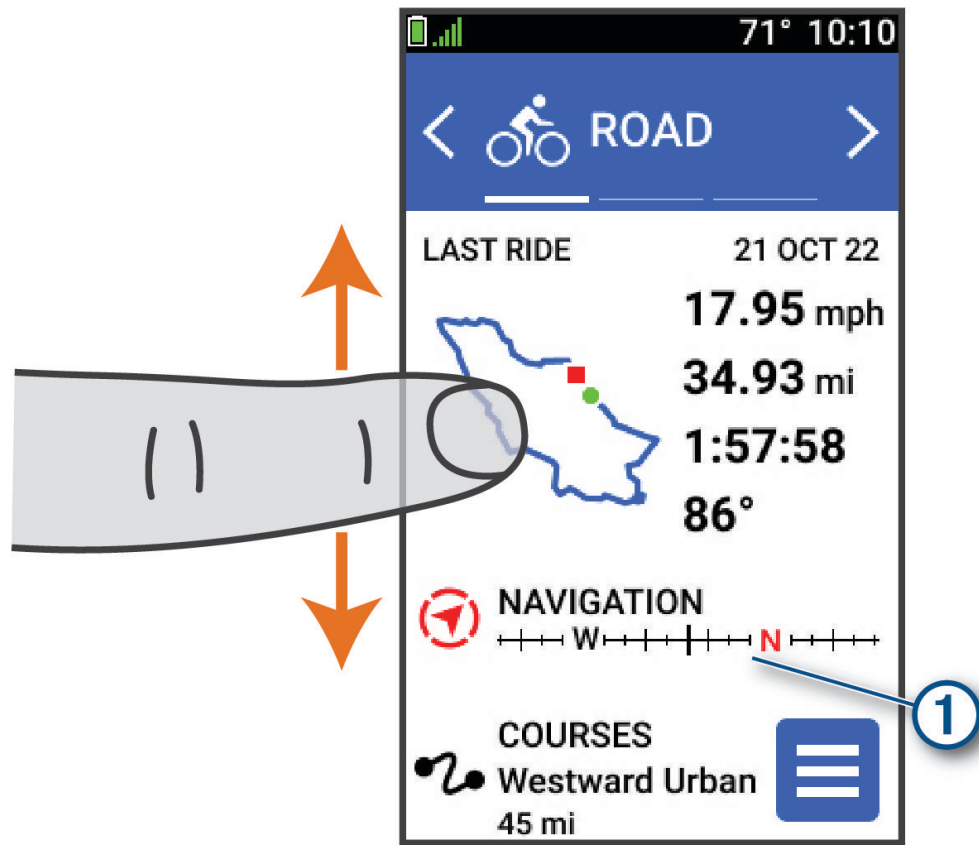 71° 10:10
ROAD
LAST RIDE 21 OCT 22
17.95 mph
34.93 mi
1:57:58
86°
NAVIGATION
W N
1
COURSES
Westward Urban
45 mi